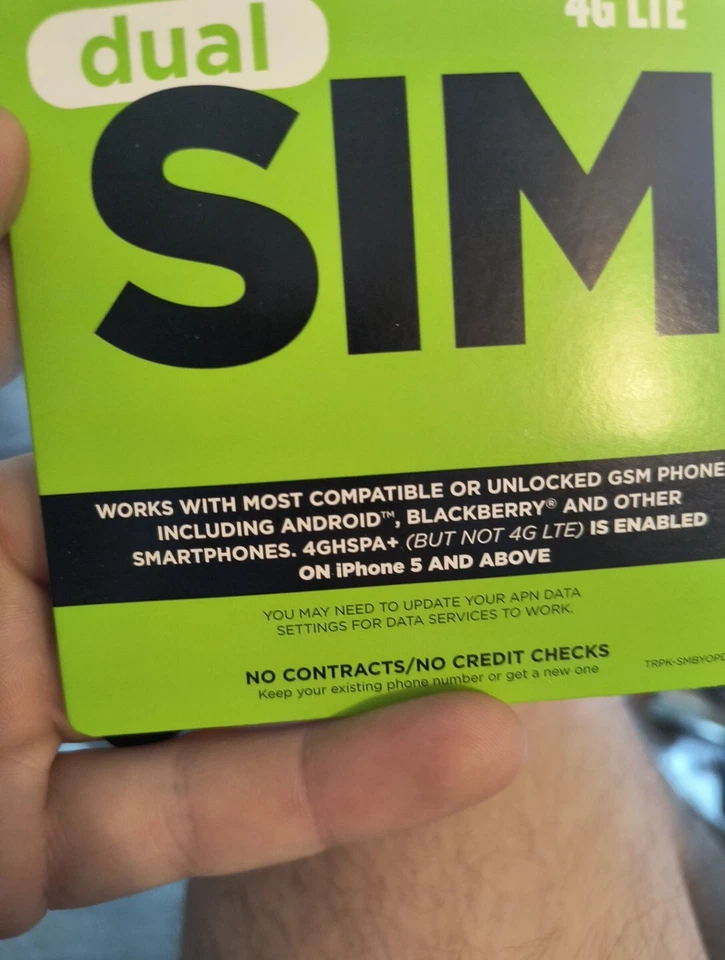 dual
4G LTE
SIM
WORKS WITH MOST COMPATIBLE OR UNLOCKED GSM PHONE
INCLUDING ANDROID™, BLACKBERRY® AND OTHER
SMARTPHONES. 4GHSPA+ (BUT NOT 4G LTE) IS ENABLED
ON iPhone 5 AND ABOVE
YOU MAY NEED TO UPDATE YOUR APN DATA
SETTINGS FOR DATA SERVICES TO WORK.
NO CONTRACTS/NO CREDIT CHECKS
TRPK-SMBYOP
Keep your existing phone number or get a new one